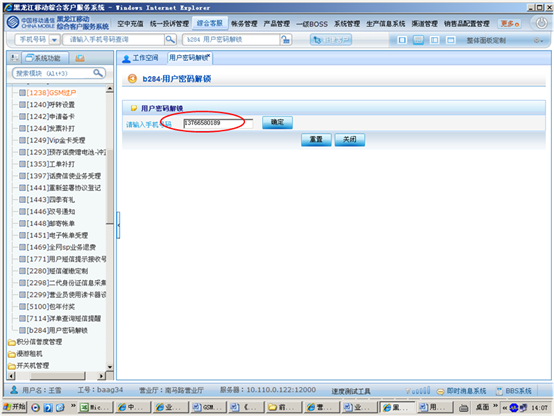 黑龙江移动综合客户服务系统 - Windows Internet Explorer
中国移动通信 CHINA MOBILE 黑龙江移动 综合客户服务系统 空中充值 统一投诉管理 综合客服 帐务管理 产品管理 一级BOSS 系统管理 生产信息系统 渠道管理 销售品配置管理 更多
手机号码 请输入手机号码查询 b284 用户密码解锁 整体面板定制
系统功能 工作空间 用户密码解锁
搜索模块 (Alt+3)
b284-用户密码解锁
用户密码解锁
请输入手机号码 13766580189 确定
重置 关闭
[1238]GSM过户
[1240]呼转设置
[1242]申请备卡
[1244]发票补打
[1249]Vip金卡受理
[1293]预存话费赠电池-冲正
[1353]工单补打
[1397]话费信使业务受理
[1441]重新签署协议登记
[1443]四季有礼
[1446]改号通知
[1448]邮寄帐单
[1451]电子帐单受理
[1469]全网sp业务退费
[1771]用户短信提示接收号
[2280]短信催缴定制
[2298]二代身份证信息采集
[2299]营业员使用读卡器设
[5100]包年付奖
[7114]详单查询短信提醒
[b284]用户密码解锁
积分信誉度管理
漫游租机
开关机管理
用户名：王雪 工号：baag34 营业厅：南马路营业厅 服务器：10.110.0.122:12000 速度测试工具 即时消息系统 BBS系统
开始 桌面 14:07